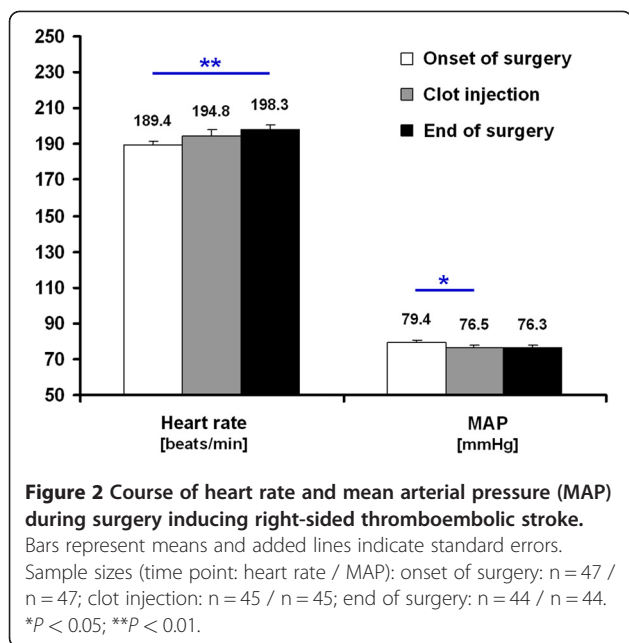 250
230
210
190
170
150
130
110
90
70
50
**
189.4
194.8
198.3
Onset of surgery
Clot injection
End of surgery
*
79.4
76.5
76.3
Heart rate
[beats/min]
MAP
[mmHg]
Figure 2 Course of heart rate and mean arterial pressure (MAP)
during surgery inducing right-sided thromboembolic stroke.
Bars represent means and added lines indicate standard errors.
Sample sizes (time point: heart rate / MAP): onset of surgery: n = 47 /
n = 47; clot injection: n = 45 / n = 45; end of surgery: n = 44 / n = 44.
*P < 0.05; **P < 0.01.